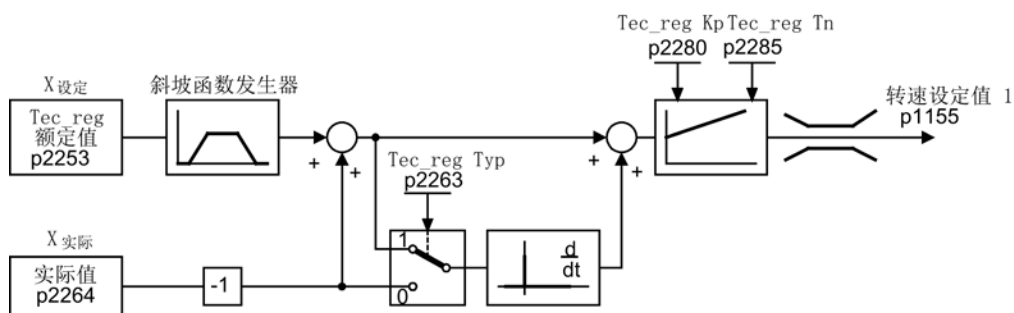 Tec_reg Kp Tec_reg Tn
p2280 p2285
X设定
斜坡函数发生器
转速设定值 1
p1155
Tec_reg
额定值
p2253
+
+
+
+
Tec_reg Typ
p2263
X实际
实际值
p2264
-1
1
0
d
dt